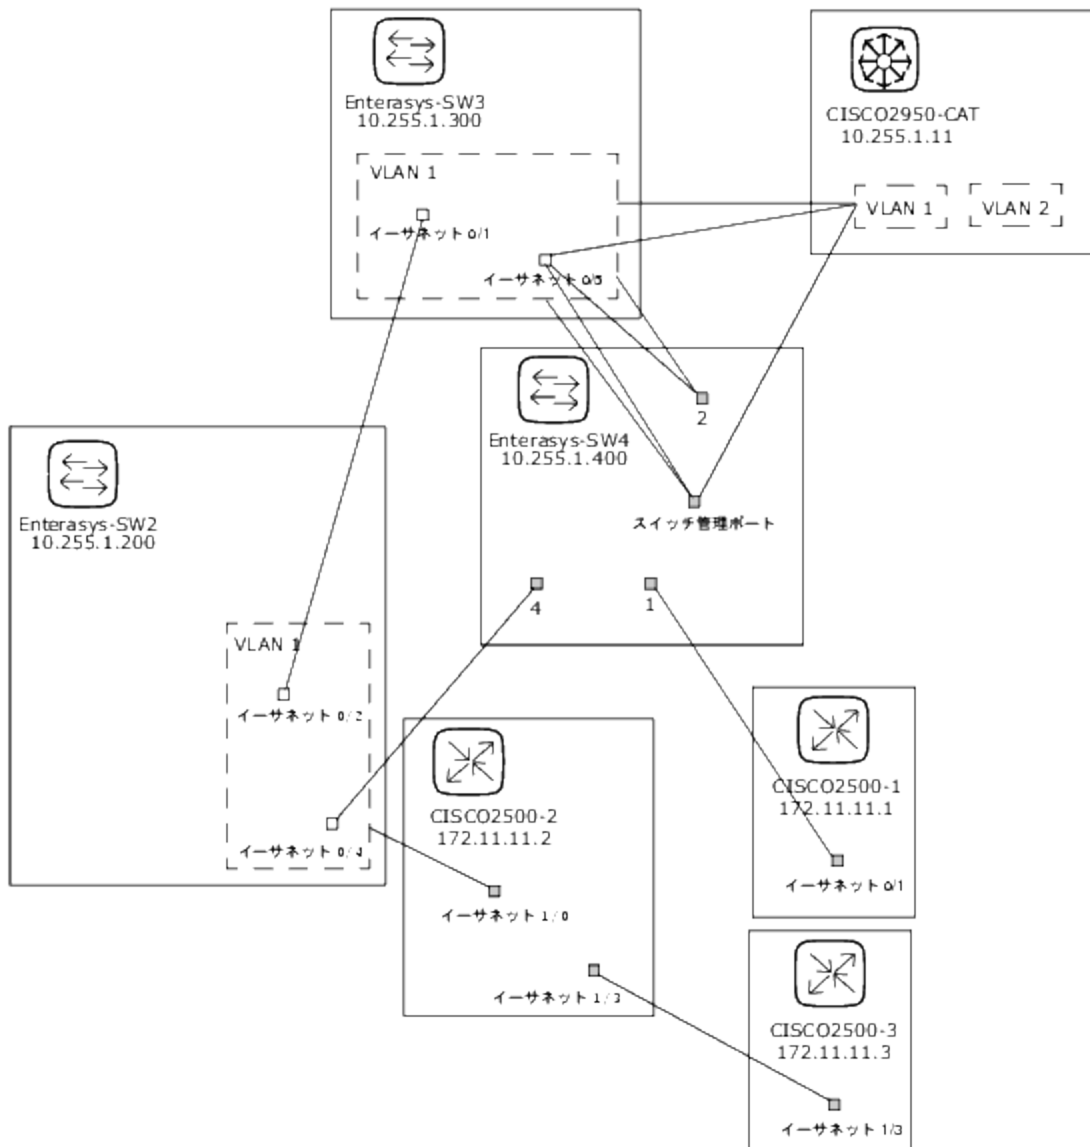 Enterasys-SW3
10.255.1.300
VLAN 1
イーサネット 0/1
イーサネット 0/5
CISCO2950-CAT
10.255.1.11
VLAN 1
VLAN 2
Enterasys-SW4
10.255.1.400
2
スイッチ管理ポート
4
1
Enterasys-SW2
10.255.1.200
VLAN 1
イーサネット 0/2
イーサネット 0/4
CISCO2500-2
172.11.11.2
イーサネット 1/0
イーサネット 1/3
CISCO2500-1
172.11.11.1
イーサネット 0/1
CISCO2500-3
172.11.11.3
イーサネット 1/3